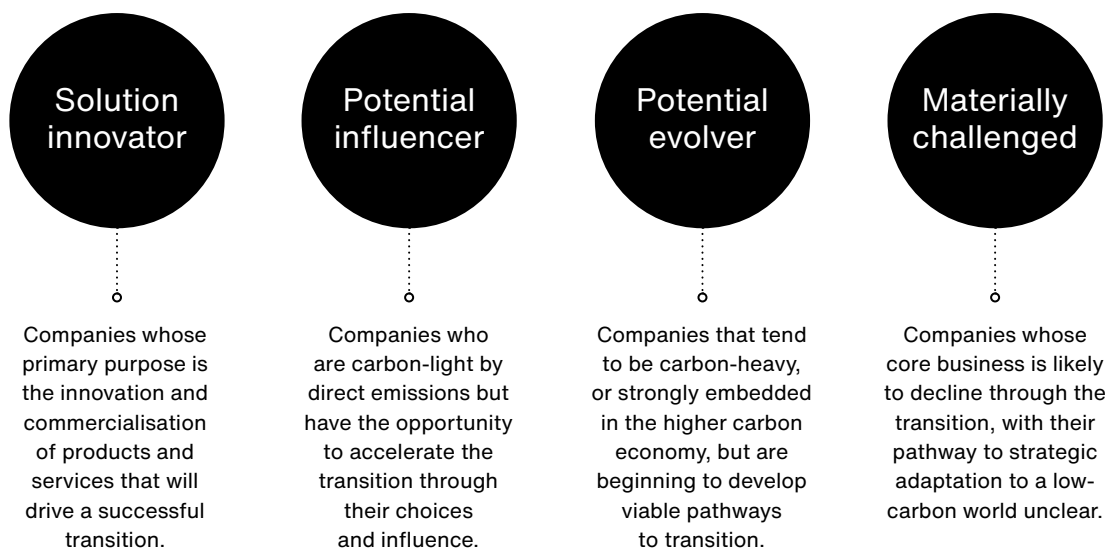 Solution
innovator
Companies whose
primary purpose is
the innovation and
commercialisation
of products and
services that will
drive a successful
transition.
Potential
influencer
Companies who
are carbon-light by
direct emissions but
have the opportunity
to accelerate the
transition through
their choices
and influence.
Potential
evolver
Companies that tend
to be carbon-heavy,
or strongly embedded
in the higher carbon
economy, but are
beginning to develop
viable pathways
to transition.
Materially
challenged
Companies whose
core business is likely
to decline through the
transition, with their
pathway to strategic
adaptation to a low-
carbon world unclear.